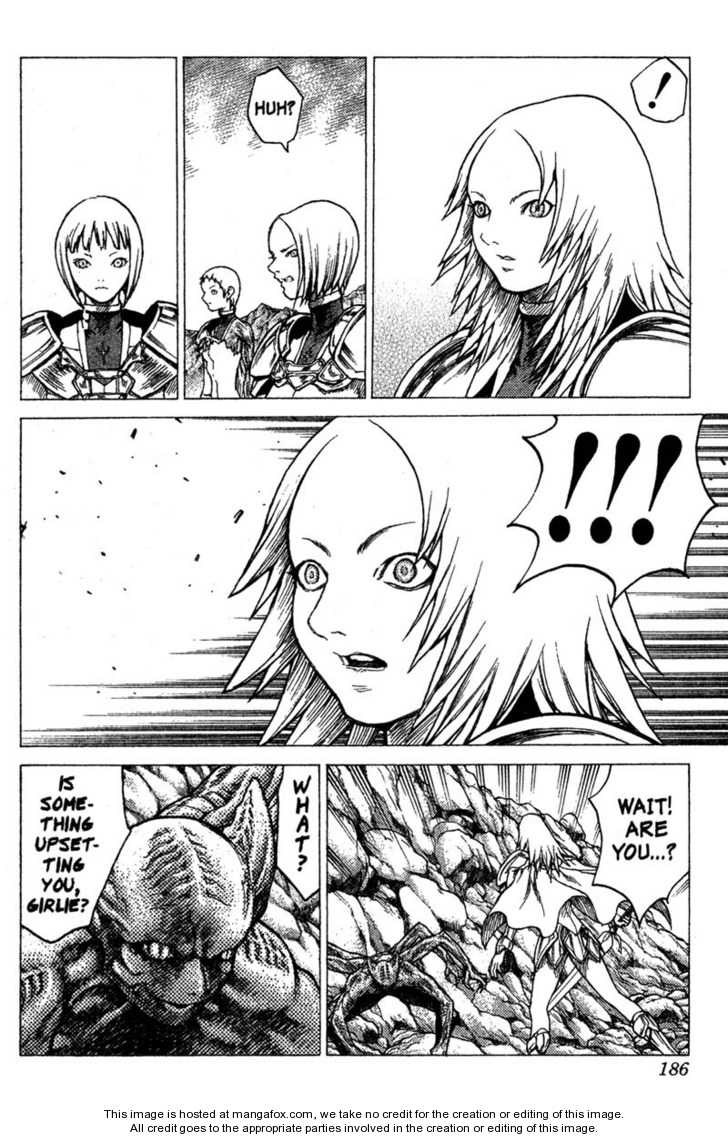 !
HUH?
!!!
WAIT!
ARE
YOU...?
WHAT?
IS
SOME-
THING
UPSET-
TING
YOU,
GIRLIE?
186
This image is hosted at mangafox.com, we take no credit for the creation or editing of this image.
All credit goes to the appropriate parties involved in the creation or editing of this image.